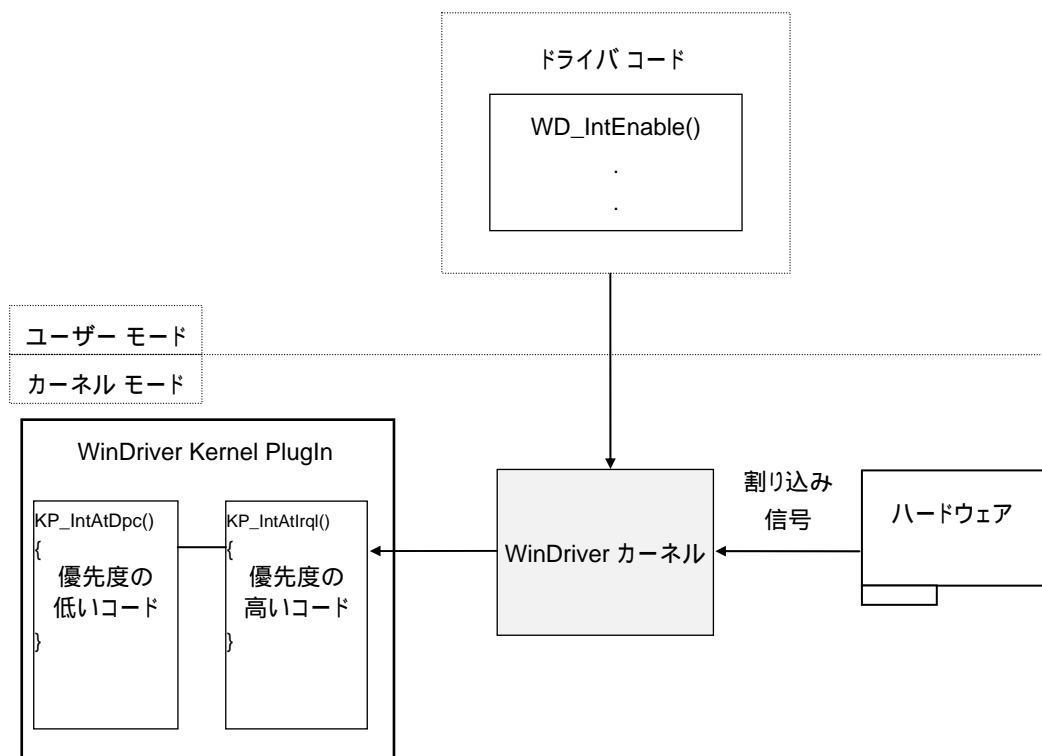 ドライバ コード
WD_IntEnable()
.
.
ユーザー モード
カーネル モード
WinDriver Kernel PlugIn
KP_IntAtDpc()
{
優先度の
低いコード
}
KP_IntAtIrql()
{
優先度の
高いコード
}
WinDriver カーネル
割り込み
信号
ハードウェア